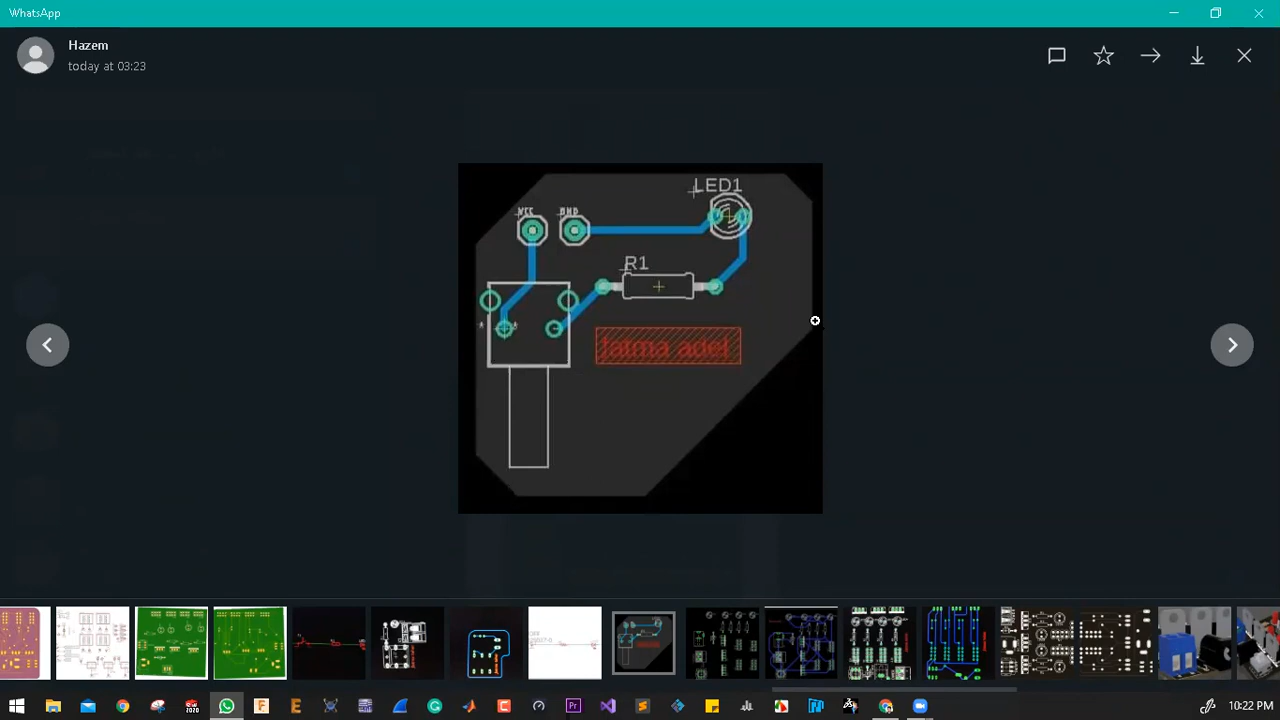 WhatsApp
Hazem
today at 03:23
LED1
VCC
GND
R1
fatma adel
10:22 PM